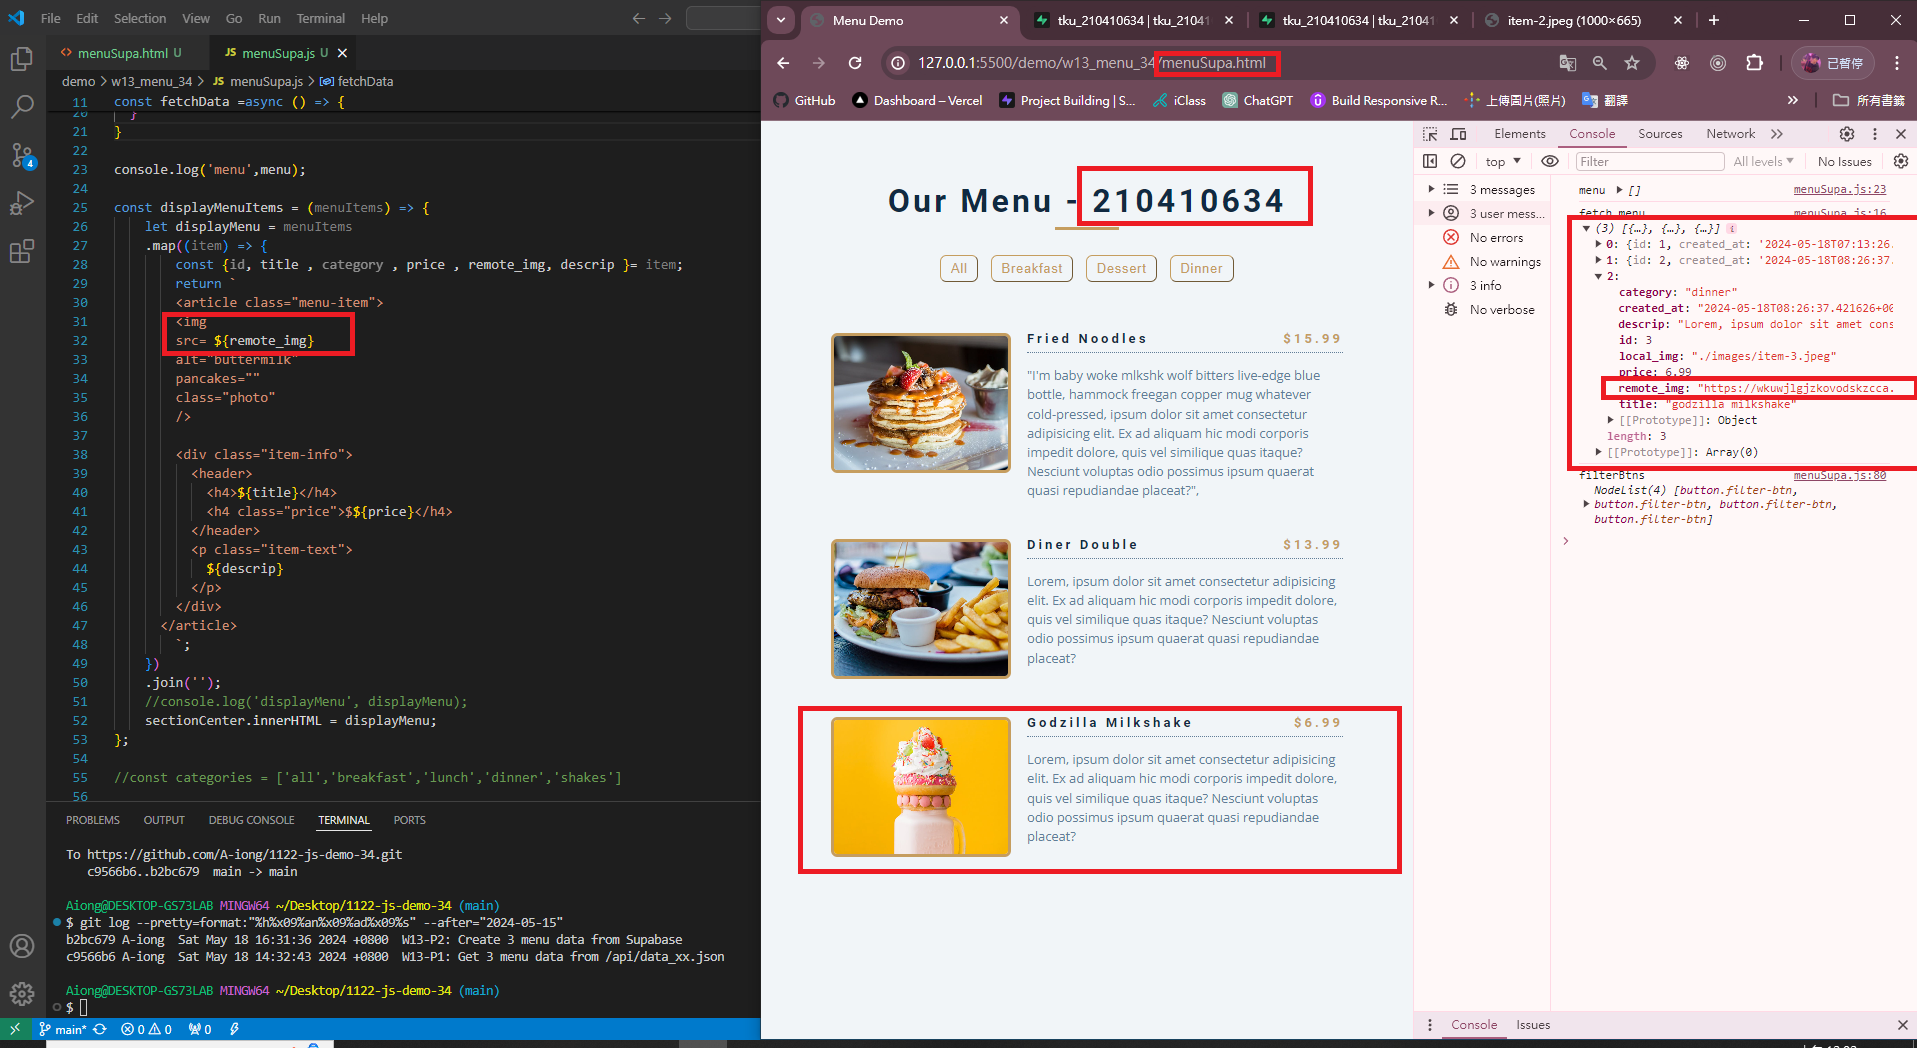 File Edit Selection View Go Run Terminal Help
menuSupa.html U
JS menuSupa.js U
demo > w13_menu_34 > JS menuSupa.js > fetchData
11 const fetchData =async () => {
20 }
21 }
22
23 console.log('menu',menu);
24
25 const displayMenuItems = (menuItems) => {
26 let displayMenu = menuItems
27 .map((item) => {
28 const {id, title , category , price , remote_img, descrip }= item;
29 return `
30 <article class="menu-item">
31 <img
32 src= ${remote_img}
33 alt="buttermilk"
34 pancakes=""
35 class="photo"
36 />
37
38 <div class="item-info">
39 <header>
40 <h4>${title}</h4>
41 <h4 class="price">$${price}</h4>
42 </header>
43 <p class="item-text">
44 ${descrip}
45 </p>
46 </div>
47 </article>
48 `;
49 })
50 .join('');
51 //console.log('displayMenu', displayMenu);
52 sectionCenter.innerHTML = displayMenu;
53 };
54
55 //const categories = ['all','breakfast','lunch','dinner','shakes']
56
4
PROBLEMS OUTPUT DEBUG CONSOLE TERMINAL PORTS
To https://github.com/A-iong/1122-js-demo-34.git
c9566b6..b2bc679 main -> main
Aiong@DESKTOP-GS73LAB MINGW64 ~/Desktop/1122-js-demo-34 (main)
$ git log --pretty=format:"%h%x09%an%x09%ad%x09%s" --after="2024-05-15"
b2bc679 A-iong Sat May 18 16:31:36 2024 +0800 W13-P2: Create 3 menu data from Supabase
c9566b6 A-iong Sat May 18 14:32:43 2024 +0800 W13-P1: Get 3 menu data from /api/data_xx.json
Aiong@DESKTOP-GS73LAB MINGW64 ~/Desktop/1122-js-demo-34 (main)
$
main* 0 0 0
Menu Demo
tku_210410634 | tku_2104
tku_210410634 | tku_2104
item-2.jpeg (1000×665)
127.0.0.1:5500/demo/w13_menu_34/menuSupa.html
已暫停
GitHub
Dashboard – Vercel
Project Building | S...
iClass
ChatGPT
Build Responsive R...
上傳圖片(照片)
翻譯
所有書籤
Our Menu - 210410634
All Breakfast Dessert Dinner
Fried Noodles $15.99
"I'm baby woke mlkshk wolf bitters live-edge blue
bottle, hammock freegan copper mug whatever
cold-pressed, ipsum dolor sit amet consectetur
adipisicing elit. Ex ad aliquam hic modi corporis
impedit dolore, quis vel similique quas itaque?
Nesciunt voluptas odio possimus ipsum quaerat
quasi repudiandae placeat?",
Diner Double $13.99
Lorem, ipsum dolor sit amet consectetur adipisicing
elit. Ex ad aliquam hic modi corporis impedit dolore,
quis vel similique quas itaque? Nesciunt voluptas
odio possimus ipsum quaerat quasi repudiandae
placeat?
Godzilla Milkshake $6.99
Lorem, ipsum dolor sit amet consectetur adipisicing
elit. Ex ad aliquam hic modi corporis impedit dolore,
quis vel similique quas itaque? Nesciunt voluptas
odio possimus ipsum quaerat quasi repudiandae
placeat?
Elements Console Sources Network
top Filter All levels No Issues
3 messages
3 user mess...
No errors
No warnings
3 info
No verbose
menu [] menuSupa.js:23
fetch menu menuSupa.js:16
(3) [{…}, {…}, {…}]
0: {id: 1, created_at: '2024-05-18T07:13:26.
1: {id: 2, created_at: '2024-05-18T08:26:37.
2:
category: "dinner"
created_at: "2024-05-18T08:26:37.421626+00
descrip: "Lorem, ipsum dolor sit amet cons
id: 3
local_img: "./images/item-3.jpeg"
price: 6.99
remote_img: "https://wkuwjlgjzkovodskzcca.
title: "godzilla milkshake"
[[Prototype]]: Object
length: 3
[[Prototype]]: Array(0)
filterBtns menuSupa.js:80
NodeList(4) [button.filter-btn,
button.filter-btn, button.filter-btn,
button.filter-btn]
Console Issues